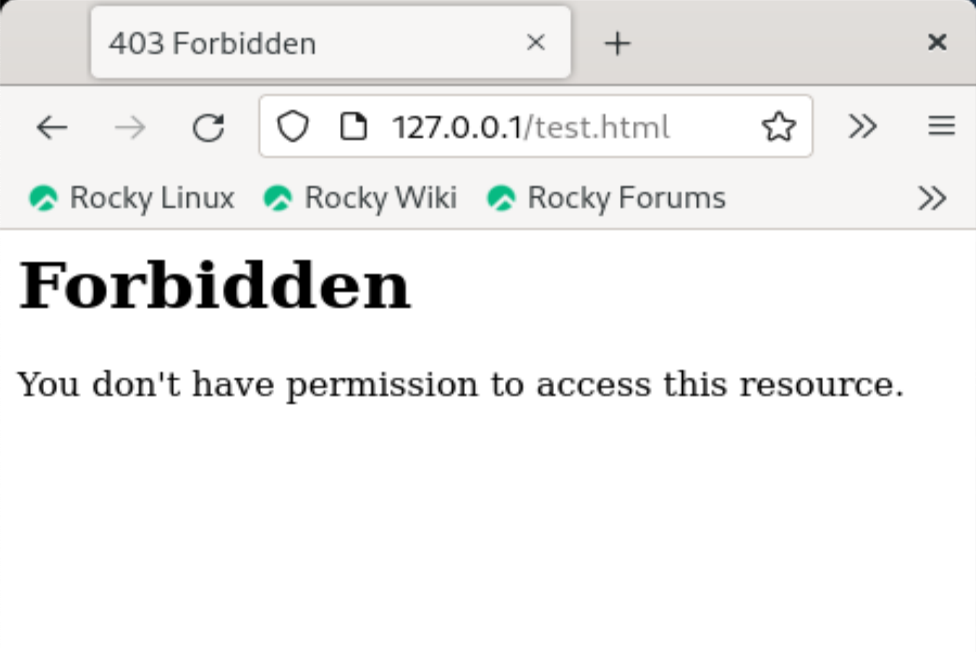 403 Forbidden
127.0.0.1/test.html
Rocky Linux Rocky Wiki Rocky Forums
Forbidden
You don't have permission to access this resource.